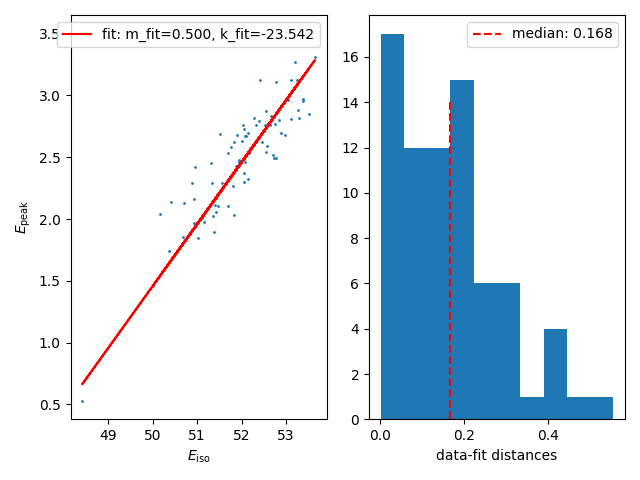 3.5
3.0
2.5
2.0
1.5
1.0
0.5
E_peak
fit: m_fit=0.500, k_fit=-23.542
49 50 51 52 53
E_iso
16
14
12
10
8
6
4
2
0
median: 0.168
0.0 0.2 0.4
data-fit distances